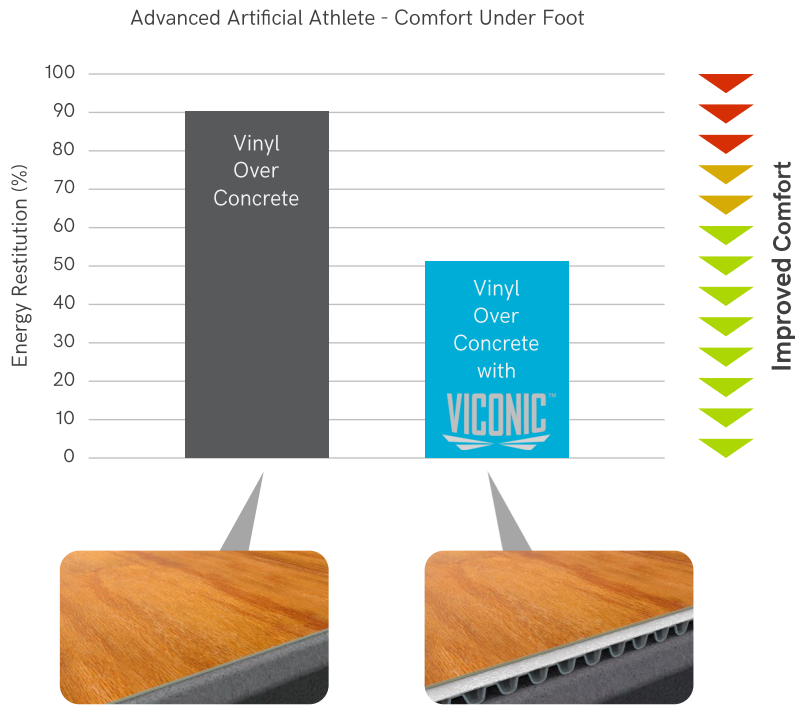 Advanced Artificial Athlete - Comfort Under Foot
Energy Restitution (%)
100
90
80
70
60
50
40
30
20
10
0
Vinyl
Over
Concrete
Vinyl
Over
Concrete
with
VICONIC™
Improved Comfort